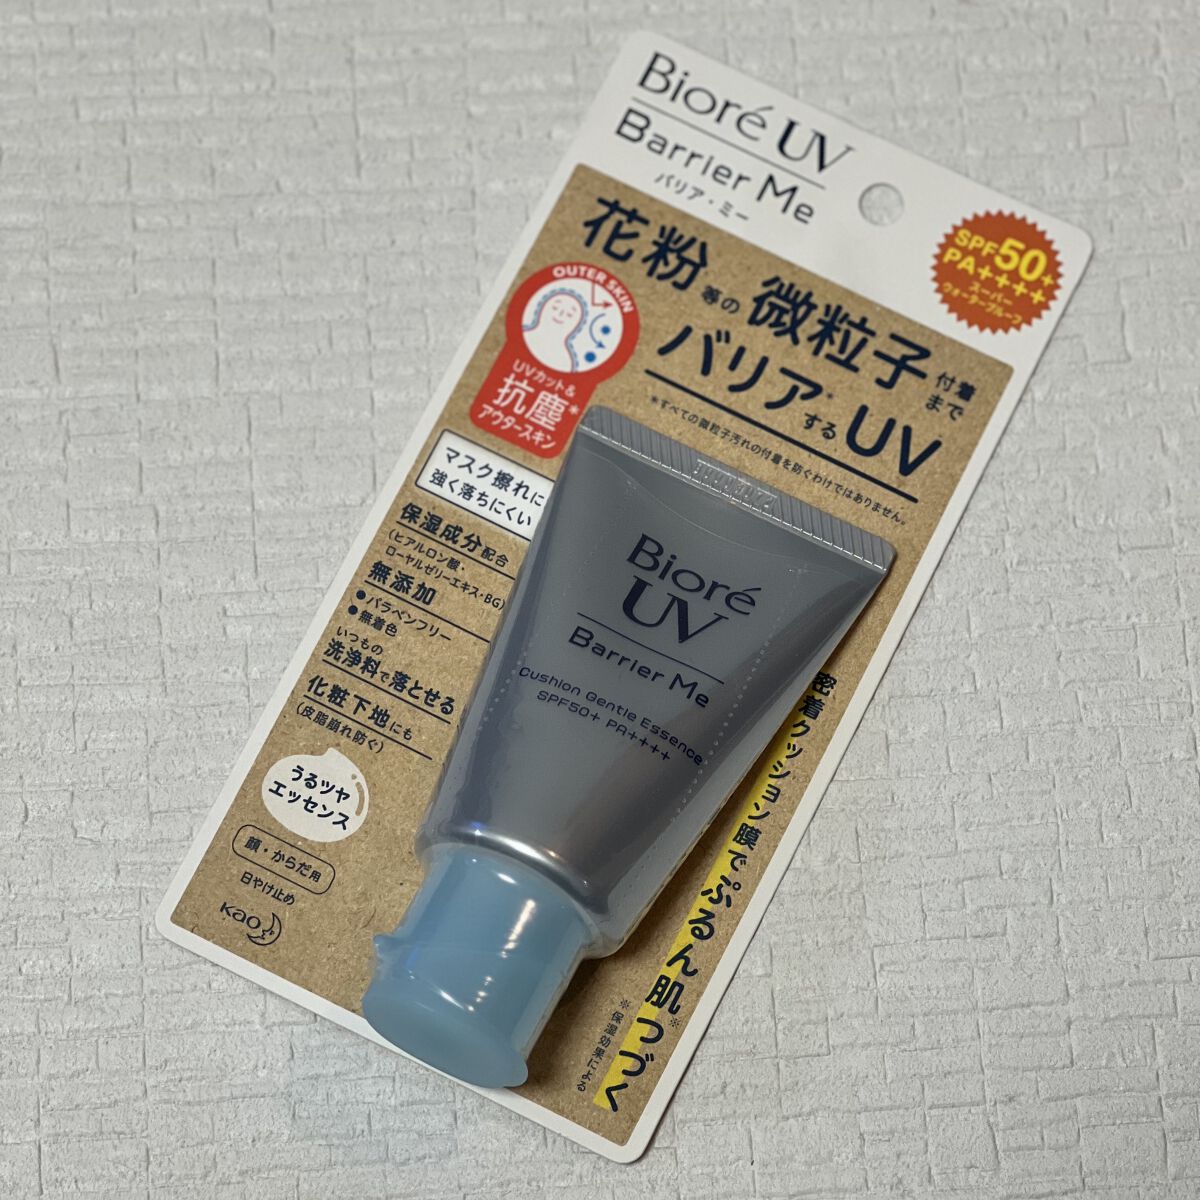 Bioré UV
Barrier Me
バリア・ミー
SPF50+
PA++++
スーパー
ウォータープルーフ
花粉等の微粒子付着まで
バリア*するUV
*すべての微粒子汚れの付着を防ぐわけではありません。
OUTER SKIN
UVカット&
抗塵*
アウタースキン
マスク擦れに
強く落ちにくい
保湿成分配合
(ヒアルロン酸・
ローヤルゼリーエキス・BG)
無添加
●パラベンフリー
●無着色
いつもの
洗浄料で落とせる
化粧下地にも
(皮脂崩れ防ぐ)
うるツヤ
エッセンス
顔・からだ用
日やけ止め
Kao
Bioré
UV
Barrier Me
Cushion Gentle Essence
SPF50+ PA++++
密着クッション膜でぷるん肌※つづく
※保湿効果による